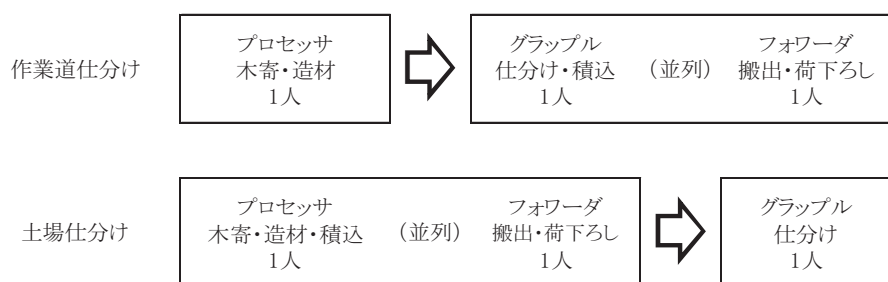 作業道仕分け
プロセッサ
木寄・造材
1人
グラップル
仕分け・積込
1人
（並列）
フォワーダ
搬出・荷下ろし
1人
土場仕分け
プロセッサ
木寄・造材・積込
1人
（並列）
フォワーダ
搬出・荷下ろし
1人
グラップル
仕分け
1人